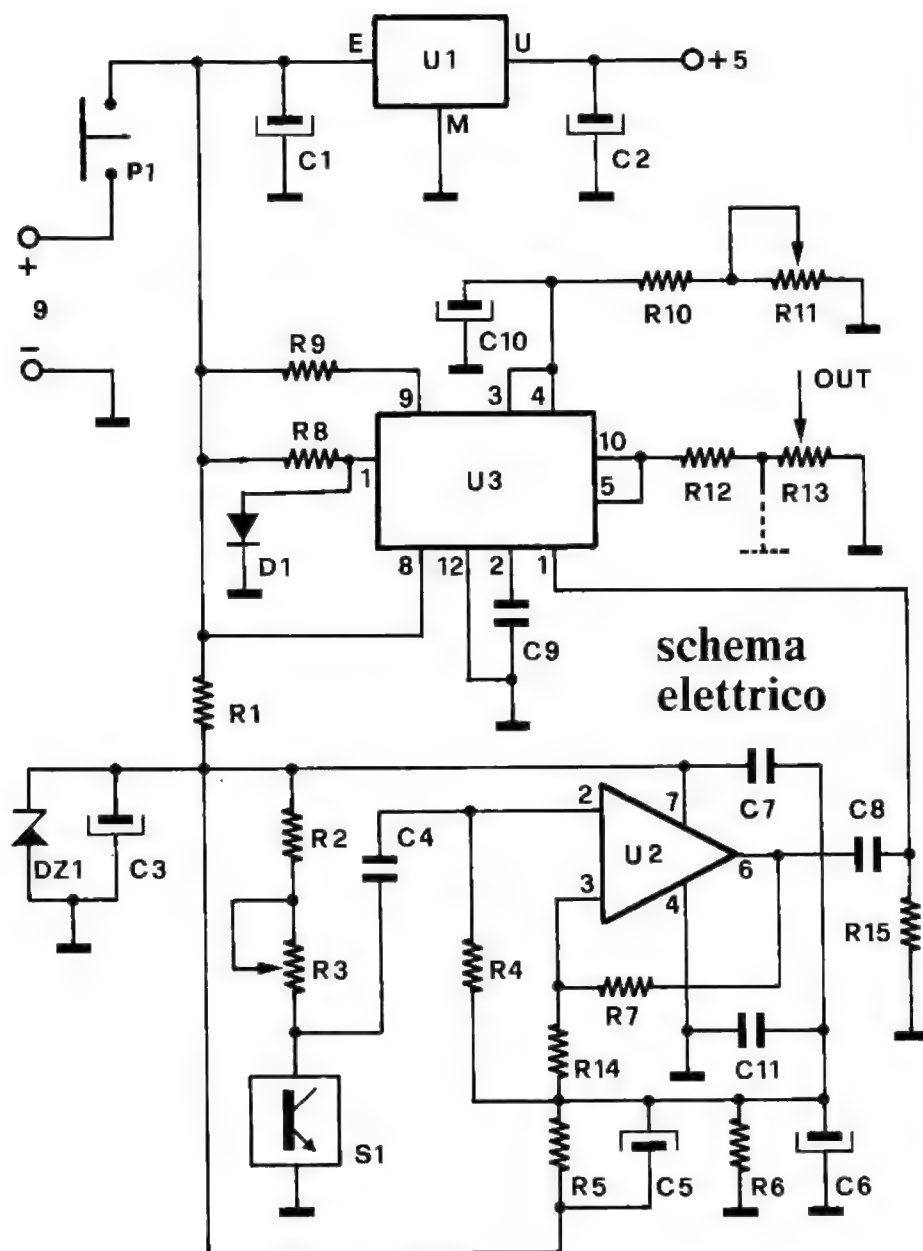 E
U1
U
+5
M
P1
C1
C2
+
9
−
R10
R11
C10
R9
9
3
4
OUT
R8
1
U3
10
5
R12
R13
D1
8
12
2
1
C9
schema
elettrico
R1
DZ1
C3
R2
C4
2
7
C7
C8
U2
6
3
4
R3
R4
R7
R15
R14
C11
S1
R5
C5
R6
C6